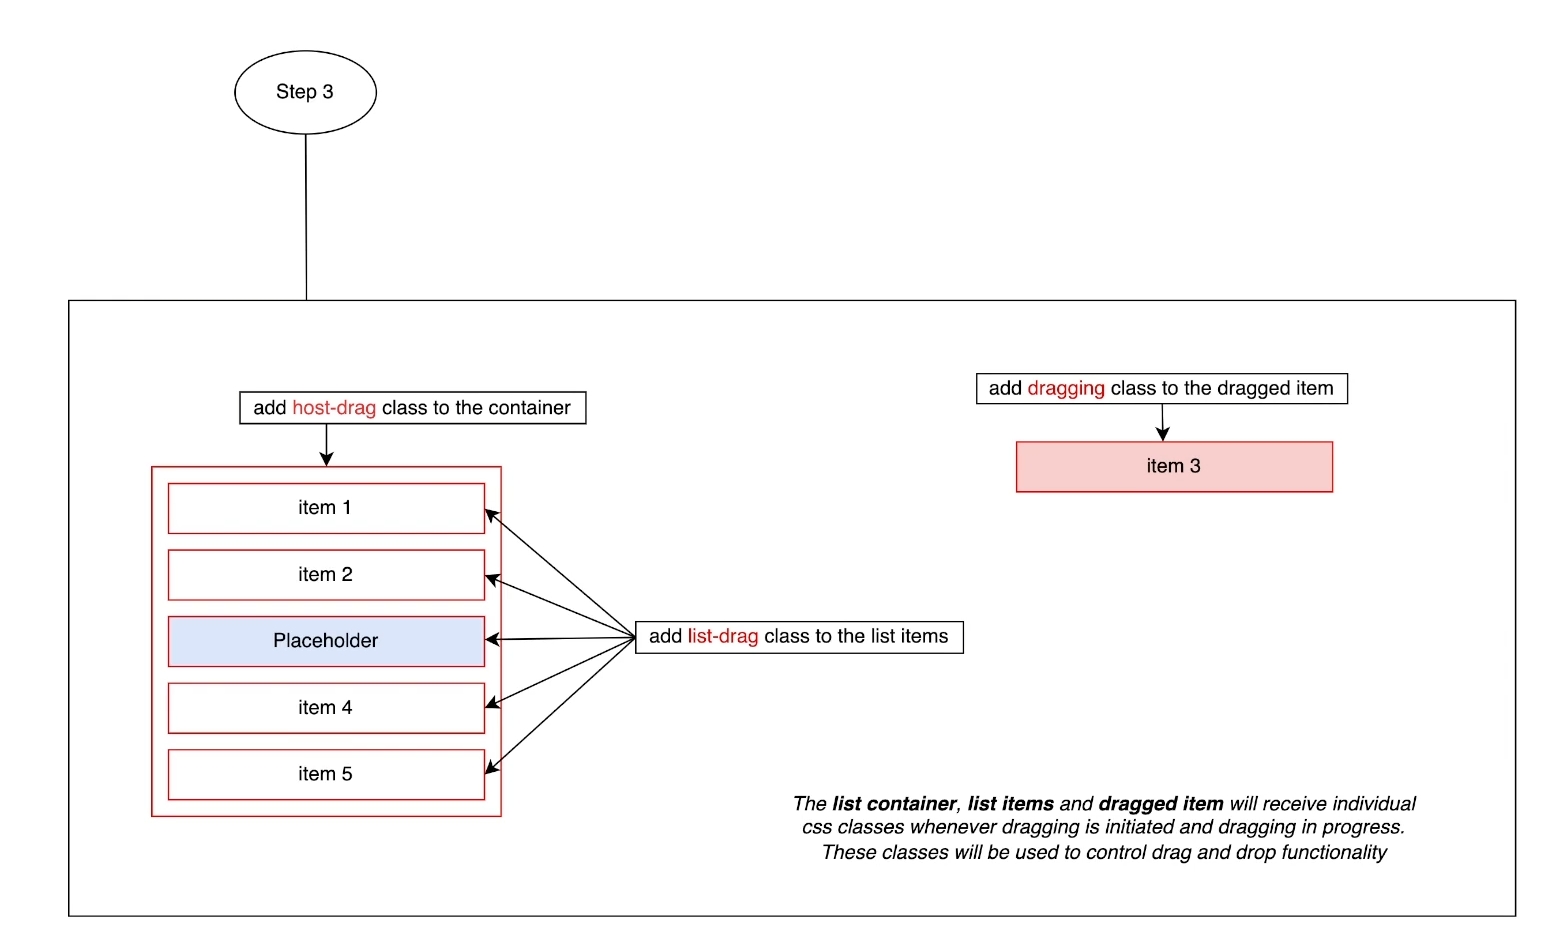 Step 3
add host-drag class to the container
add dragging class to the dragged item
item 3
item 1
item 2
Placeholder
item 4
item 5
add list-drag class to the list items
The list container, list items and dragged item will receive individual
css classes whenever dragging is initiated and dragging in progress.
These classes will be used to control drag and drop functionality